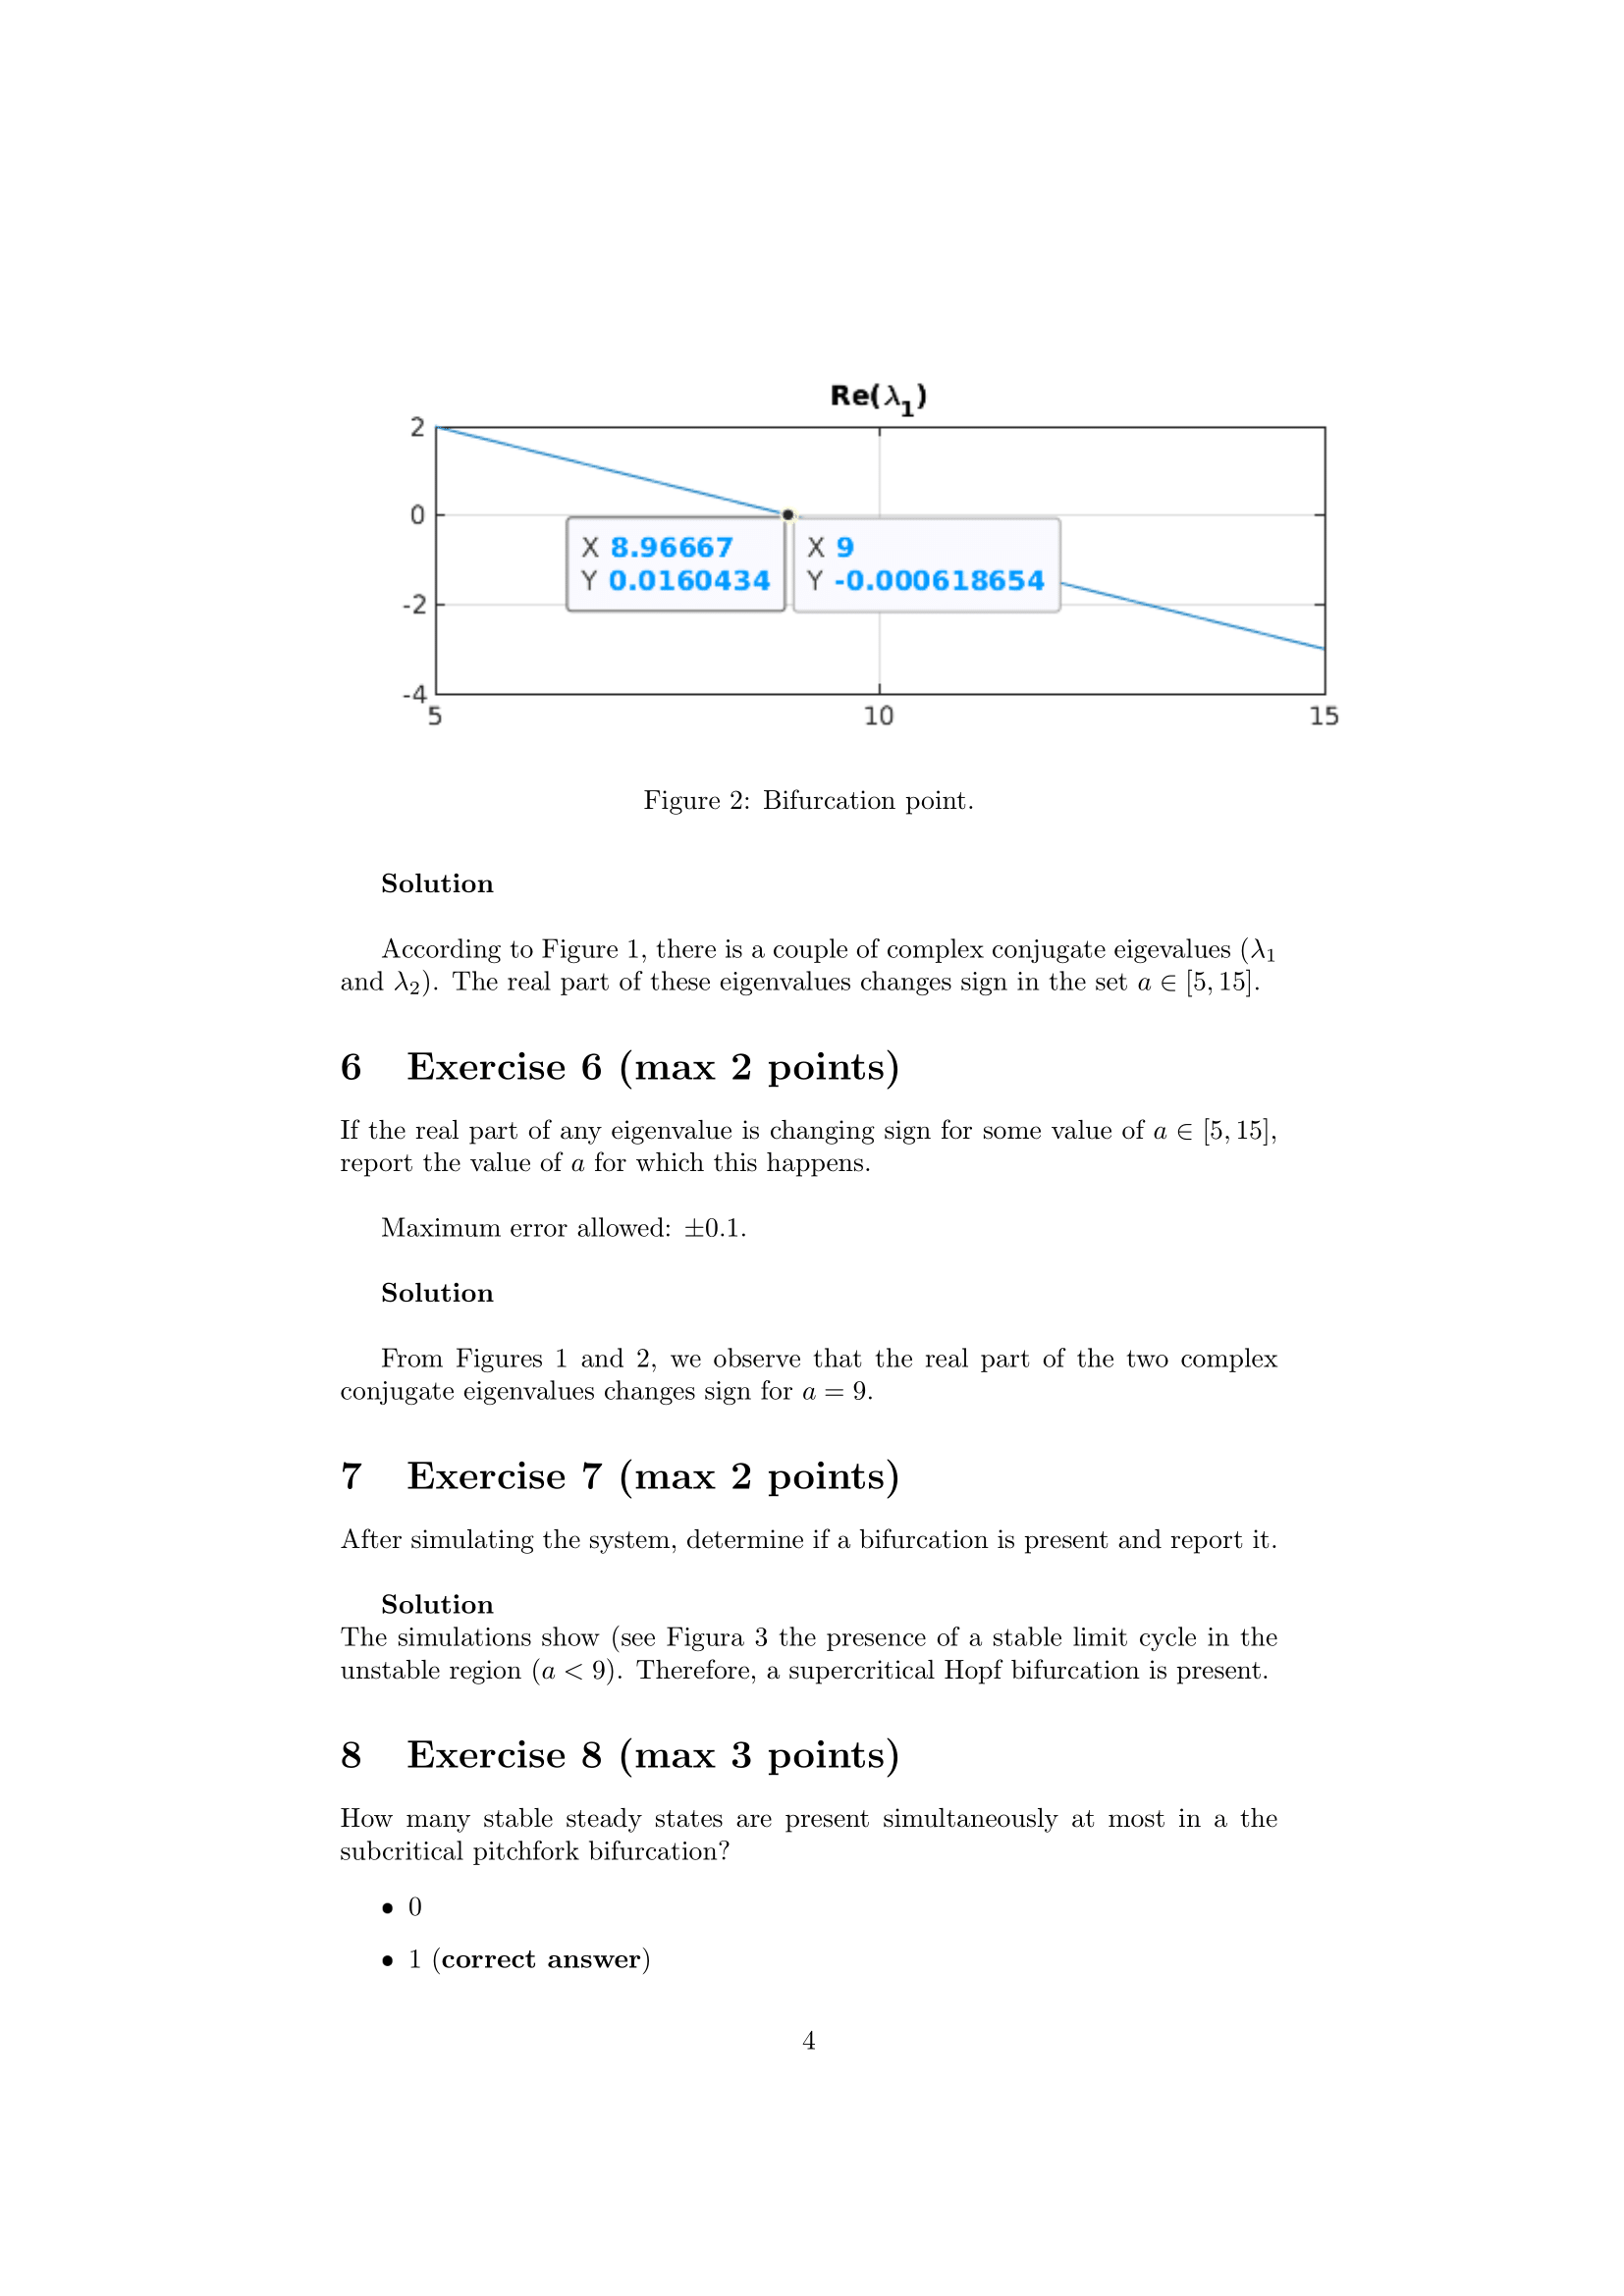 Re(λ1)
2
0
-2
-4
X 8.96667
Y 0.0160434
X 9
Y -0.000618654
5
10
15
Figure 2: Bifurcation point.
Solution
According to Figure 1, there is a couple of complex conjugate eigevalues (λ1
and λ2). The real part of these eigenvalues changes sign in the set a ∈ [5, 15].
6 Exercise 6 (max 2 points)
If the real part of any eigenvalue is changing sign for some value of a ∈ [5, 15],
report the value of a for which this happens.
Maximum error allowed: ±0.1.
Solution
From Figures 1 and 2, we observe that the real part of the two complex
conjugate eigenvalues changes sign for a = 9.
7 Exercise 7 (max 2 points)
After simulating the system, determine if a bifurcation is present and report it.
Solution
The simulations show (see Figura 3 the presence of a stable limit cycle in the
unstable region (a < 9). Therefore, a supercritical Hopf bifurcation is present.
8 Exercise 8 (max 3 points)
How many stable steady states are present simultaneously at most in a the
subcritical pitchfork bifurcation?
• 0
• 1 (correct answer)
4